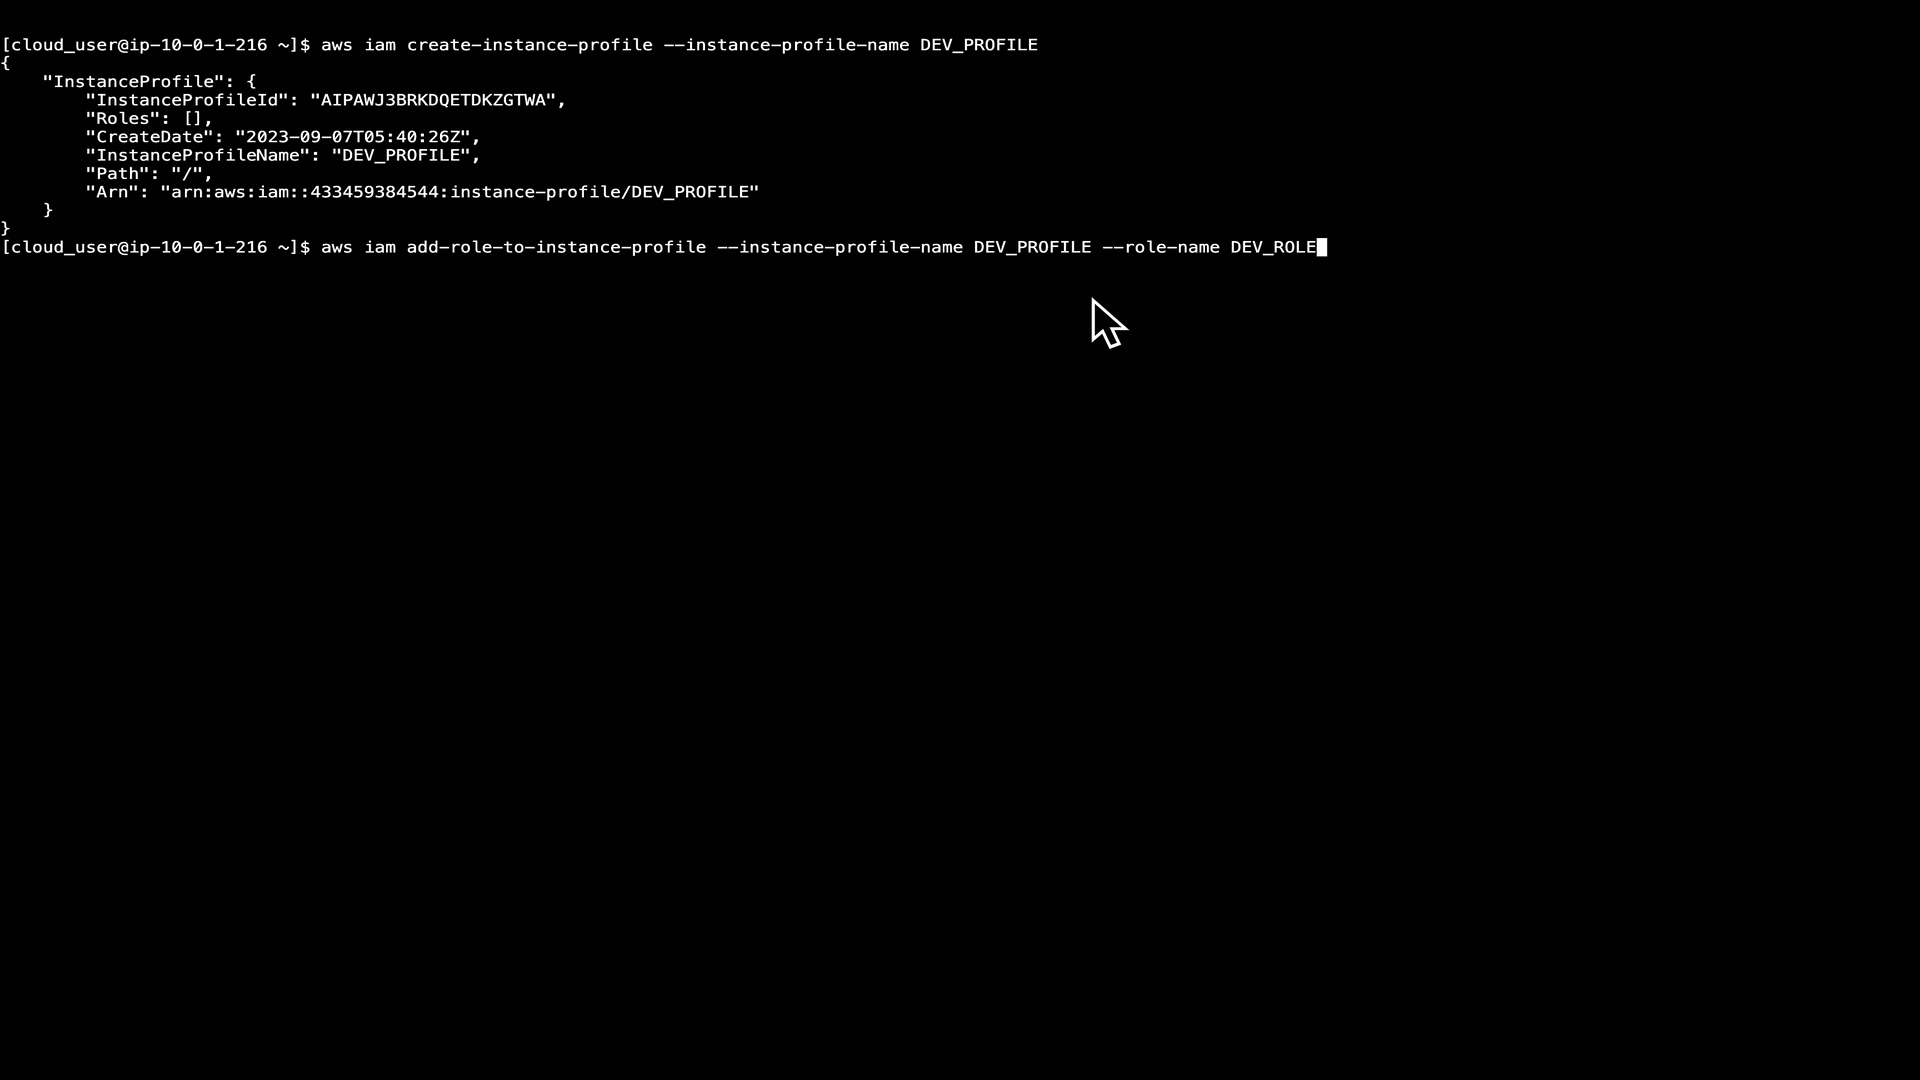 [cloud_user@ip-10-0-1-216 ~]$ aws iam create-instance-profile --instance-profile-name DEV_PROFILE
{
    "InstanceProfile": {
        "InstanceProfileId": "AIPAWJ3BRKDQETDKZGTWA",
        "Roles": [],
        "CreateDate": "2023-09-07T05:40:26Z",
        "InstanceProfileName": "DEV_PROFILE",
        "Path": "/",
        "Arn": "arn:aws:iam::433459384544:instance-profile/DEV_PROFILE"
    }
}
[cloud_user@ip-10-0-1-216 ~]$ aws iam add-role-to-instance-profile --instance-profile-name DEV_PROFILE --role-name DEV_ROLE